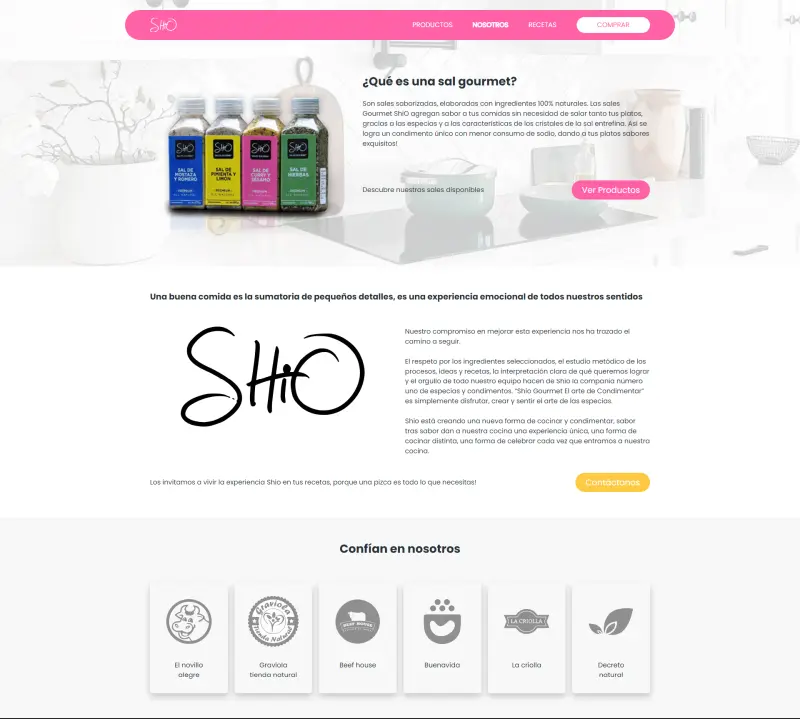 ShiO
PRODUCTOS
NOSOTROS
RECETAS
COMPRAR
¿Qué es una sal gourmet?
Son sales saborizadas, elaboradas con ingredientes 100% naturales. Las sales
Gourmet ShiO agregan sabor a tus comidas sin necesidad de salar tanto tus platos,
gracias a las especias y a las características de los cristales de la sal entrefina. Así se
logra un condimento único con menor consumo de sodio, dando a tus platos sabores
exquisitos!
ShiO
SAL DE
MOSTAZA
Y ROMERO
ShiO
SAL DE
PIMIENTA Y
LIMÓN
ShiO
SAL DE
CURRY Y
SÉSAMO
ShiO
SAL DE
HIERBAS
Descubre nuestras sales disponibles
Ver Productos
Una buena comida es la sumatoria de pequeños detalles, es una experiencia emocional de todos nuestros sentidos
SHiO
Nuestro compromiso en mejorar esta experiencia nos ha trazado el
camino a seguir.
El respeto por los ingredientes seleccionados, el estudio metódico de los
procesos, ideas y recetas, la interpretación clara de qué queremos lograr
y el orgullo de todo nuestro equipo hacen de Shio la compañía número
uno de especias y condimentos. “Shio Gourmet El arte de Condimentar”
es simplemente disfrutar, crear y sentir el arte de las especias.
Shio está creando una nueva forma de cocinar y condimentar, sabor
tras sabor dan a nuestra cocina una experiencia única, una forma de
cocinar distinta, una forma de celebrar cada vez que entramos a nuestra
cocina.
Los invitamos a vivir la experiencia Shio en tus recetas, porque una pizca es todo lo que necesitas!
Contáctanos
Confían en nosotros
Graviola
Tienda Natural
BEEF HOUSE
LA CRIOLLA
El novillo
alegre
Graviola
tienda natural
Beef house
Buenavida
La criolla
Decreto
natural